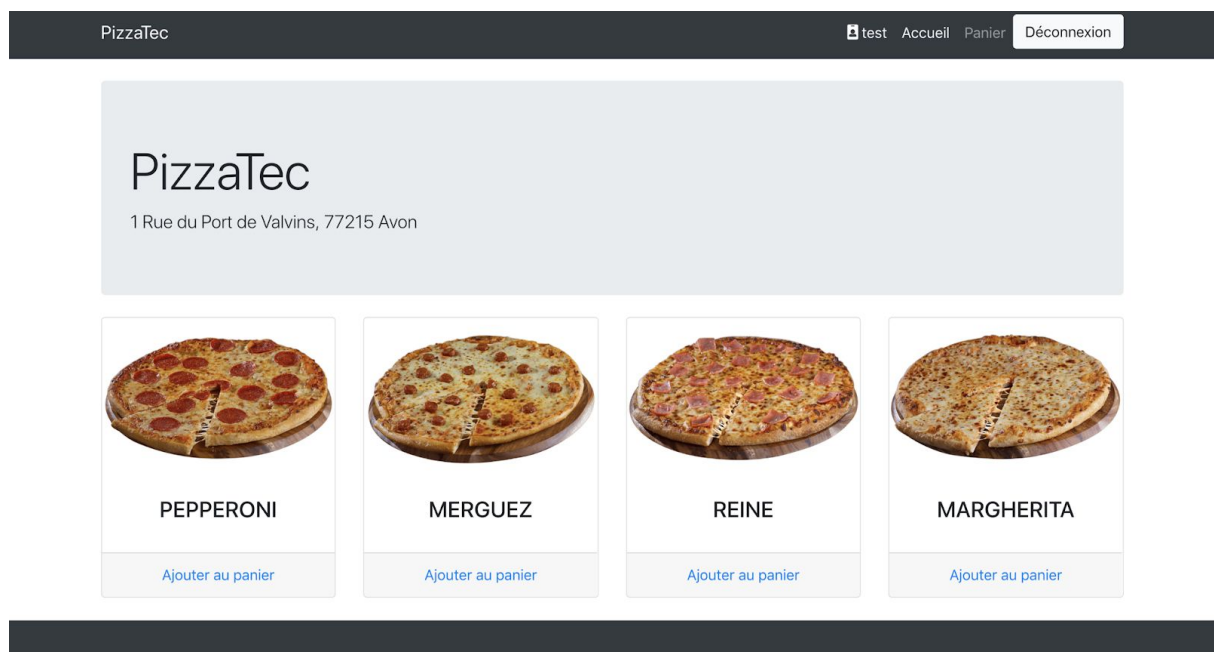 PizzaTec test Accueil Panier Déconnexion
PizzaTec
1 Rue du Port de Valvins, 77215 Avon
PEPPERONI MERGUEZ REINE MARGHERITA
Ajouter au panier Ajouter au panier Ajouter au panier Ajouter au panier